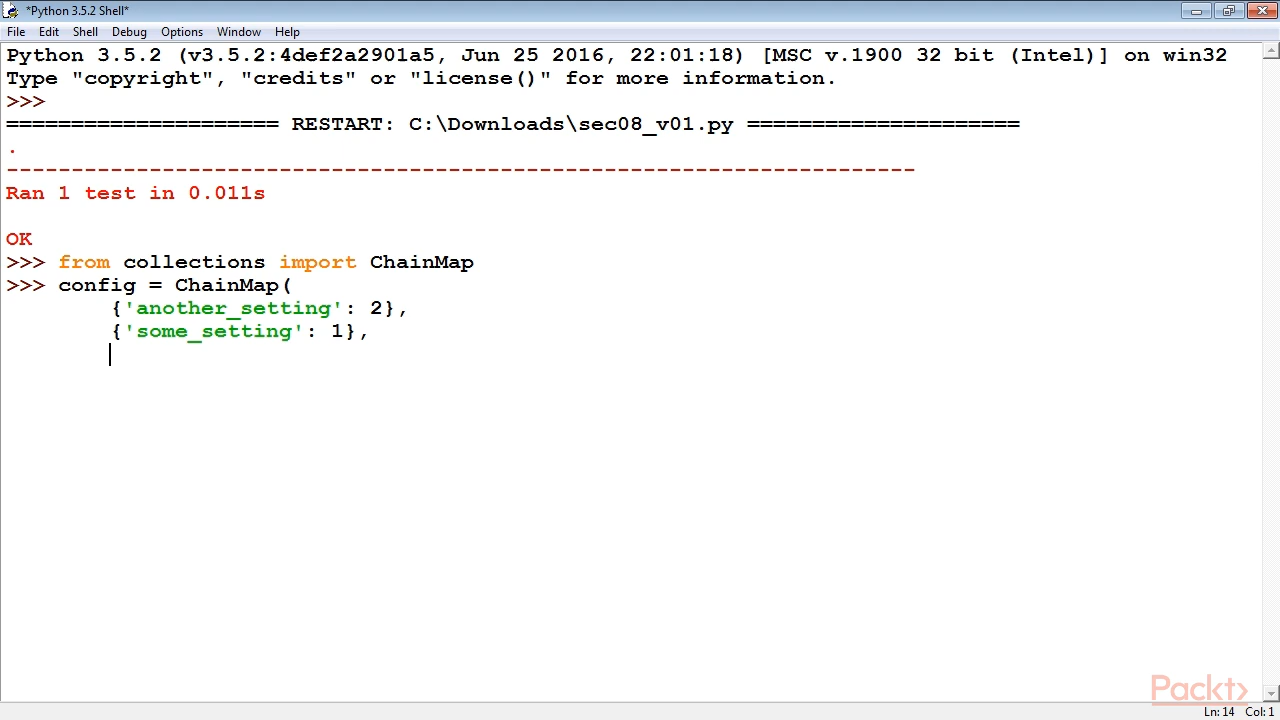 *Python 3.5.2 Shell*
File Edit Shell Debug Options Window Help
Python 3.5.2 (v3.5.2:4def2a2901a5, Jun 25 2016, 22:01:18) [MSC v.1900 32 bit (Intel)] on win32
Type "copyright", "credits" or "license()" for more information.
>>>
===================== RESTART: C:\Downloads\sec08_v01.py =====================
.
----------------------------------------------------------------------
Ran 1 test in 0.011s
OK
>>> from collections import ChainMap
>>> config = ChainMap(
{'another_setting': 2},
{'some_setting': 1},
Packt>
Ln: 14 Col: 1